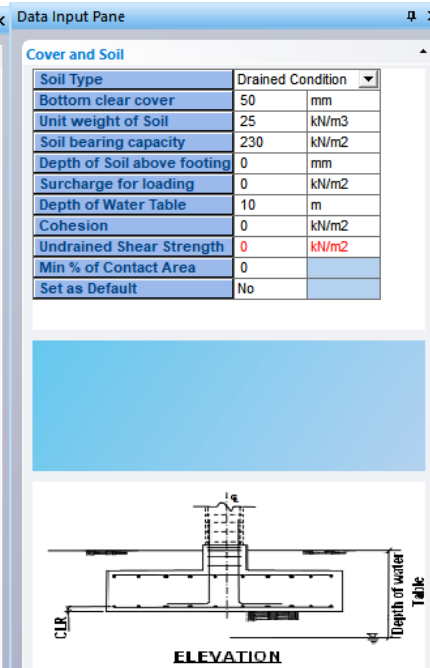 Data Input Pane
Cover and Soil
Soil Type Drained Condition
Bottom clear cover 50 mm
Unit weight of Soil 25 kN/m3
Soil bearing capacity 230 kN/m2
Depth of Soil above footing 0 mm
Surcharge for loading 0 kN/m2
Depth of Water Table 10 m
Cohesion 0 kN/m2
Undrained Shear Strength 0 kN/m2
Min % of Contact Area 0
Set as Default No
CLR
Depth of water
Table
ELEVATION